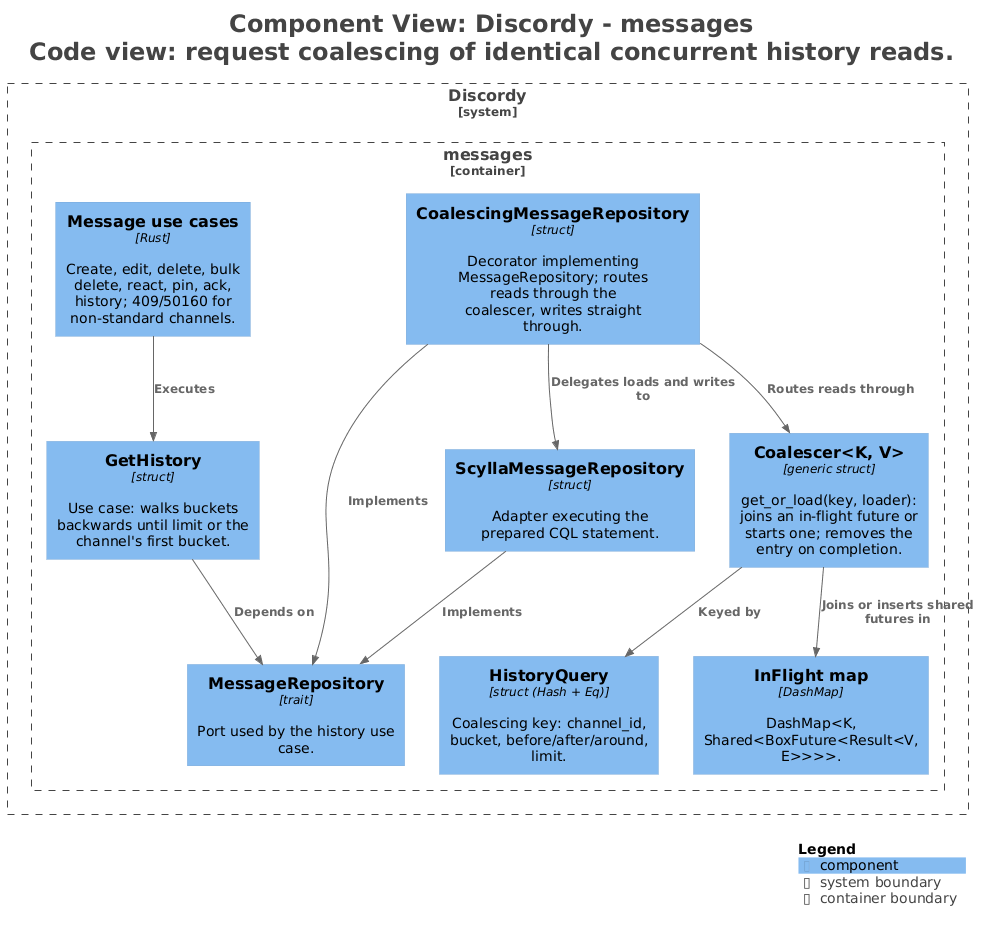 Component View: Discordy - messages
Code view: request coalescing of identical concurrent history reads.
Discordy
[system]
messages
[container]
Message use cases
[Rust]
Create, edit, delete, bulk
delete, react, pin, ack,
history; 409/50160 for
non-standard channels.
CoalescingMessageRepository
[struct]
Decorator implementing
MessageRepository; routes
reads through the
coalescer, writes straight
through.
Executes
Delegates loads and writes
to
Routes reads through
GetHistory
[struct]
Use case: walks buckets
backwards until limit or the
channel's first bucket.
Implements
ScyllaMessageRepository
[struct]
Adapter executing the
prepared CQL statement.
Coalescer<K, V>
[generic struct]
get_or_load(key, loader):
joins an in-flight future or
starts one; removes the
entry on completion.
Depends on
Implements
Keyed by
Joins or inserts shared
futures in
MessageRepository
[trait]
Port used by the history use
case.
HistoryQuery
[struct (Hash + Eq)]
Coalescing key: channel_id,
bucket, before/after/around,
limit.
InFlight map
[DashMap]
DashMap<K,
Shared<BoxFuture<Result<V,
E>>>>.
Legend
component
system boundary
container boundary